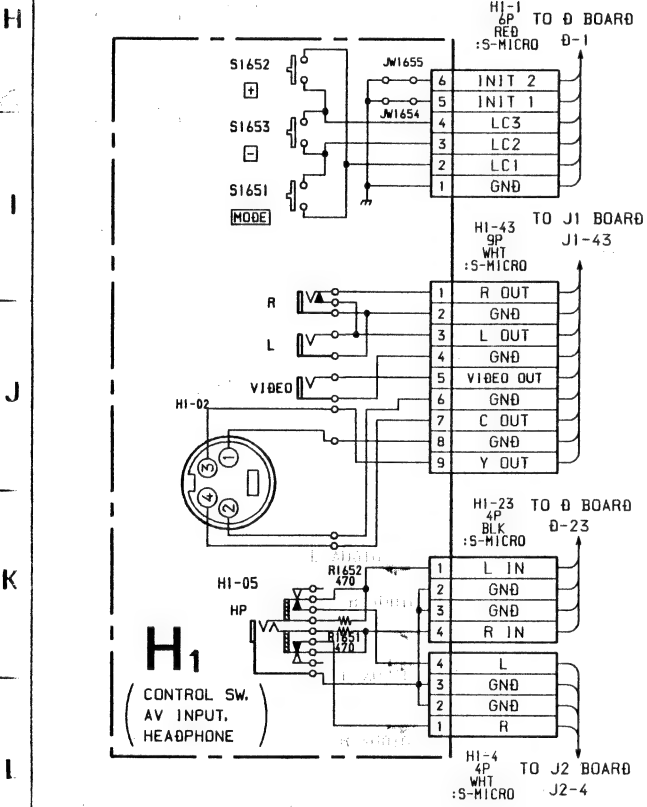 H
H1-1
6P
RED
:S-MICRO
TO D BOARD
D-1
S1652
+
S1653
-
S1651
MODE
JW1655
JW1654
6 INIT 2
5 INIT 1
4 LC3
3 LC2
2 LC1
1 GND
I
H1-43
9P
WHT
:S-MICRO
TO J1 BOARD
J1-43
R
L
VIDEO
1 R OUT
2 GND
3 L OUT
4 GND
5 VIDEO OUT
6 GND
7 C OUT
8 GND
9 Y OUT
J
H1-02
3 1
4 2
H1-23
4P
BLK
:S-MICRO
TO D BOARD
D-23
K
H1-05
HP
R1652
470
R1651
470
1 L IN
2 GND
3 GND
4 R IN
4 L
3 GND
2 GND
1 R
H1
(CONTROL SW,
AV INPUT,
HEADPHONE)
L
H1-4
4P
WHT
:S-MICRO
TO J2 BOARD
J2-4